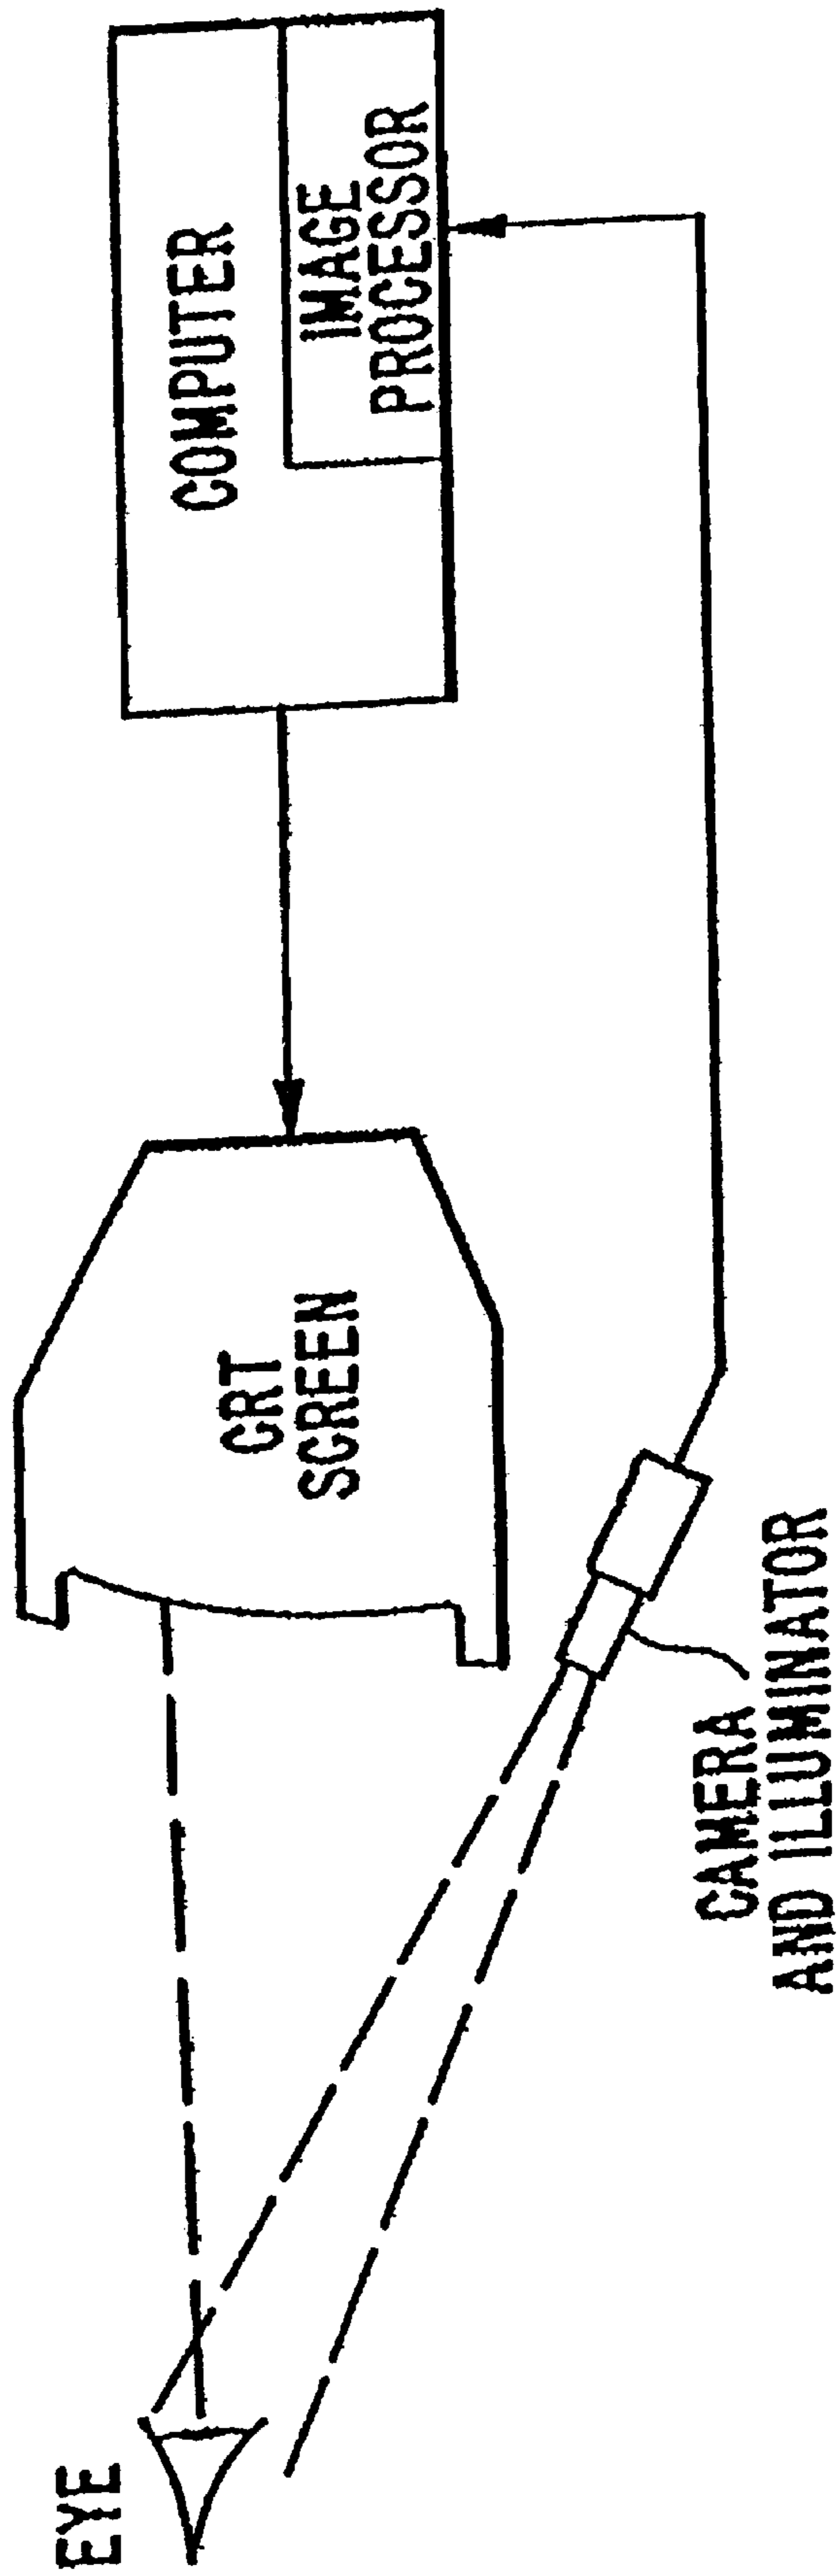 EYE
CRT
SCREEN
CAMERA
AND ILLUMINATOR
COMPUTER
IMAGE
PROCESSOR